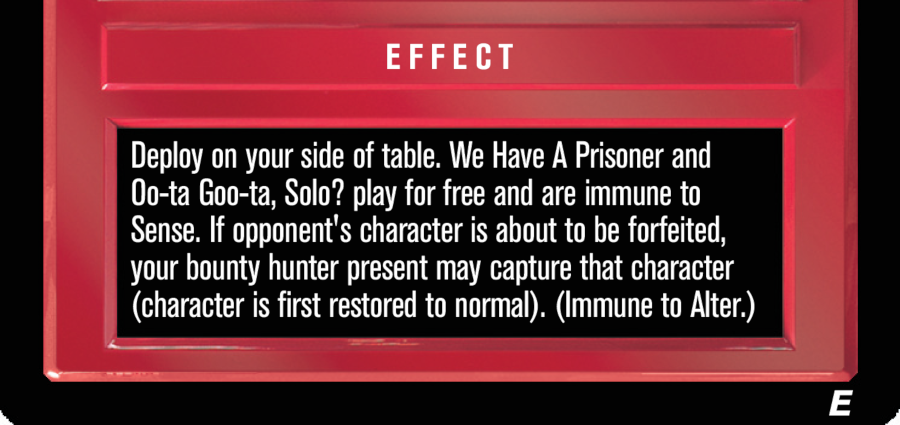 EFFECT
Deploy on your side of table. We Have A Prisoner and
Oo-ta Goo-ta, Solo? play for free and are immune to
Sense. If opponent's character is about to be forfeited,
your bounty hunter present may capture that character
(character is first restored to normal). (Immune to Alter.)
E